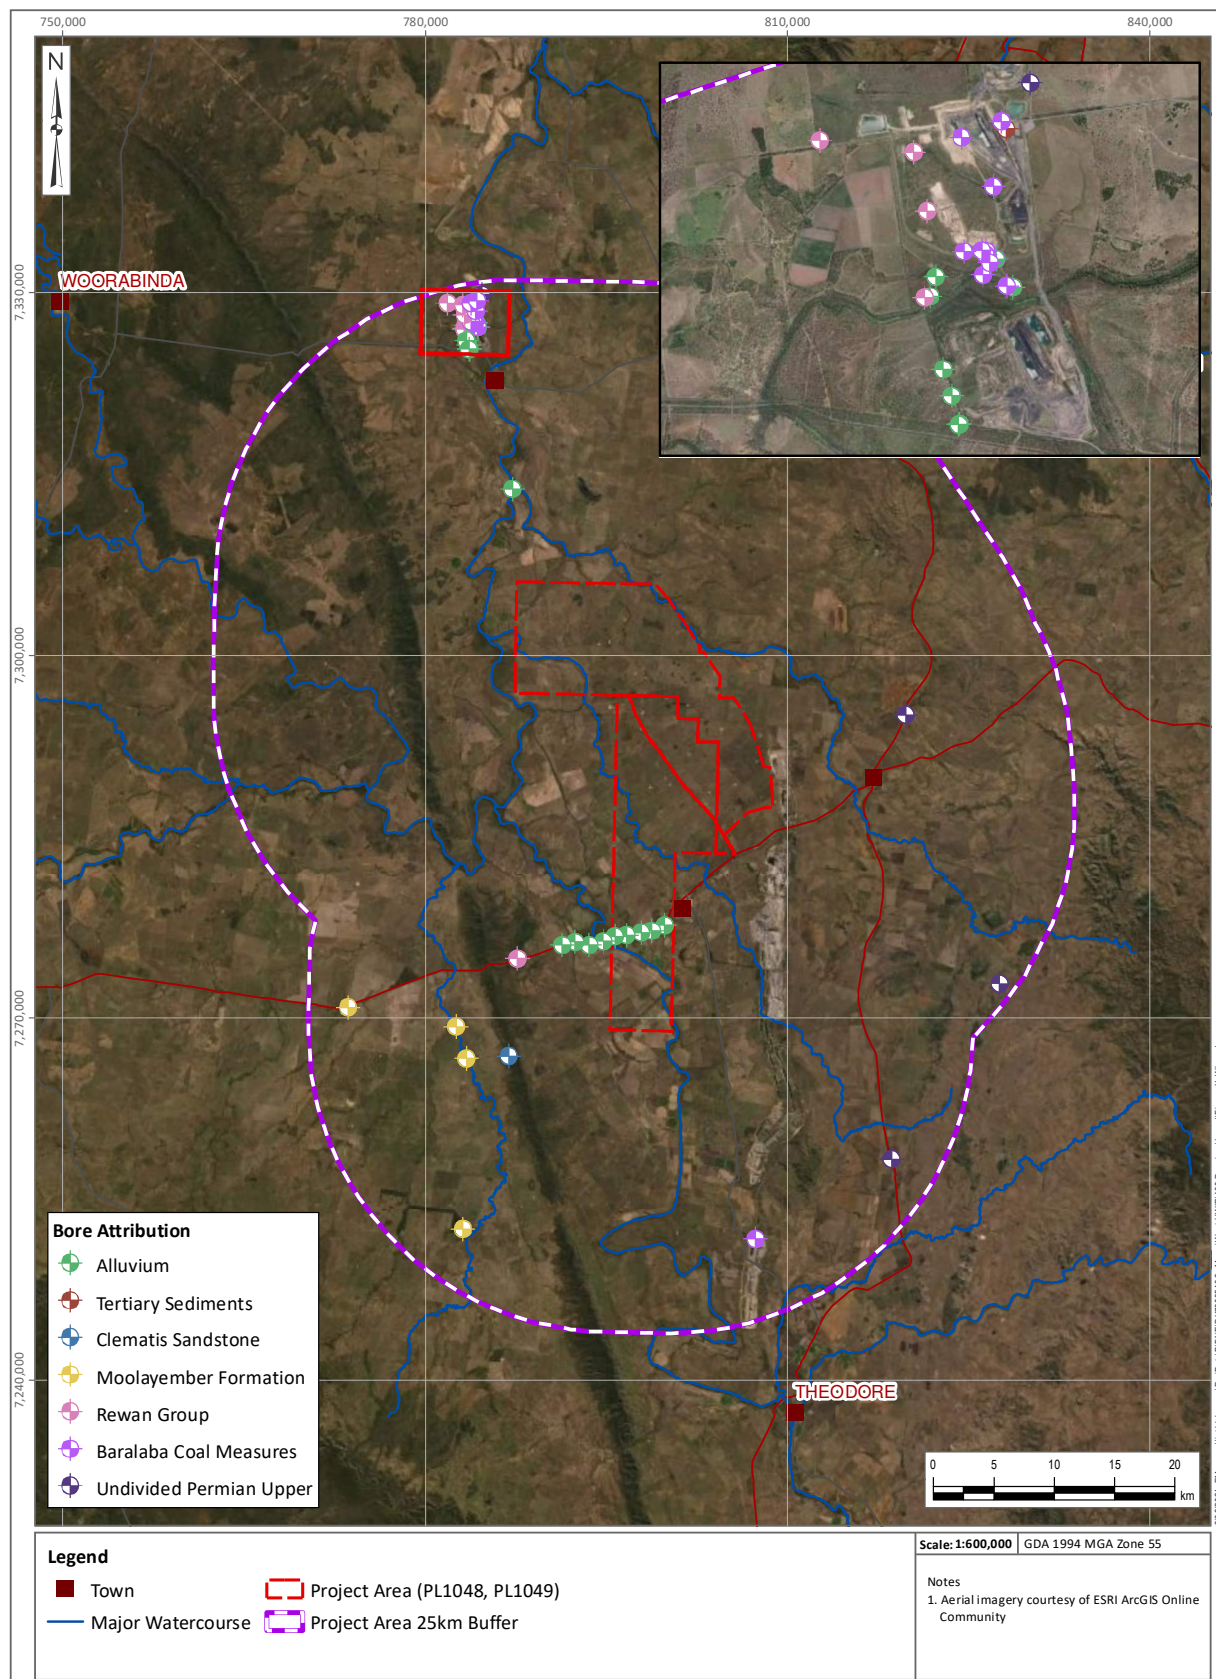 750,000
780,000
810,000
840,000
N
WOORABINDA
7,330,000
7,300,000
7,270,000
7,240,000
THEODORE
Bore Attribution
Alluvium
Tertiary Sediments
Clematis Sandstone
Moolayember Formation
Rewan Group
Baralaba Coal Measures
Undivided Permian Upper
0 5 10 15 20
km
Legend
Town
Project Area (PL1048, PL1049)
Major Watercourse
Project Area 25km Buffer
Scale: 1:600,000
GDA 1994 MGA Zone 55
Notes
1. Aerial imagery courtesy of ESRI ArcGIS Online
Community